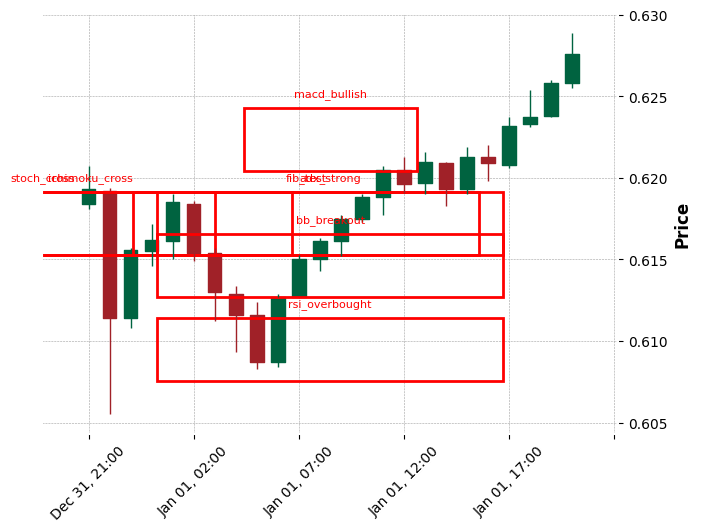 0.630
macd_bullish
0.625
stoch_cross
ichimoku_cross
fib_test
adx_strong
0.620
bb_breakout
Price
0.615
rsi_overbought
0.610
0.605
Dec 31, 21:00
Jan 01, 02:00
Jan 01, 07:00
Jan 01, 12:00
Jan 01, 17:00